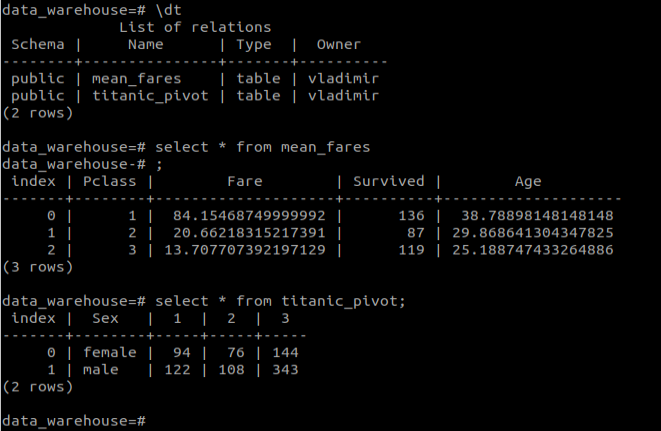 data_warehouse=# \dt
             List of relations
 Schema |     Name      | Type  |  Owner
--------+---------------+-------+----------
 public | mean_fares    | table | vladimir
 public | titanic_pivot | table | vladimir
(2 rows)

data_warehouse=# select * from mean_fares
data_warehouse-# ;
 index | Pclass |        Fare        | Survived |        Age
-------+--------+--------------------+----------+--------------------
     0 |      1 |  84.15468749999992 |      136 |  38.78898148148148
     1 |      2 |  20.66218315217391 |       87 | 29.868641304347825
     2 |      3 | 13.707707392197129 |      119 | 25.188747433264886
(3 rows)

data_warehouse=# select * from titanic_pivot;
 index |  Sex   |  1  |  2  |  3
-------+--------+-----+-----+-----
     0 | female |  94 |  76 | 144
     1 | male   | 122 | 108 | 343
(2 rows)

data_warehouse=#